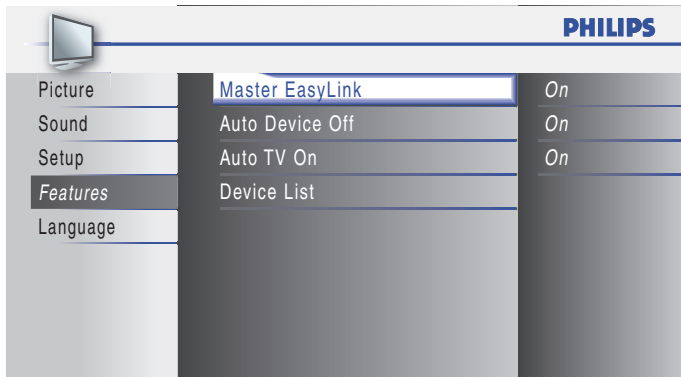 PHILIPS
Picture
Sound
Setup
Features
Language
Master EasyLink
Auto Device Off
Auto TV On
Device List
On
On
On